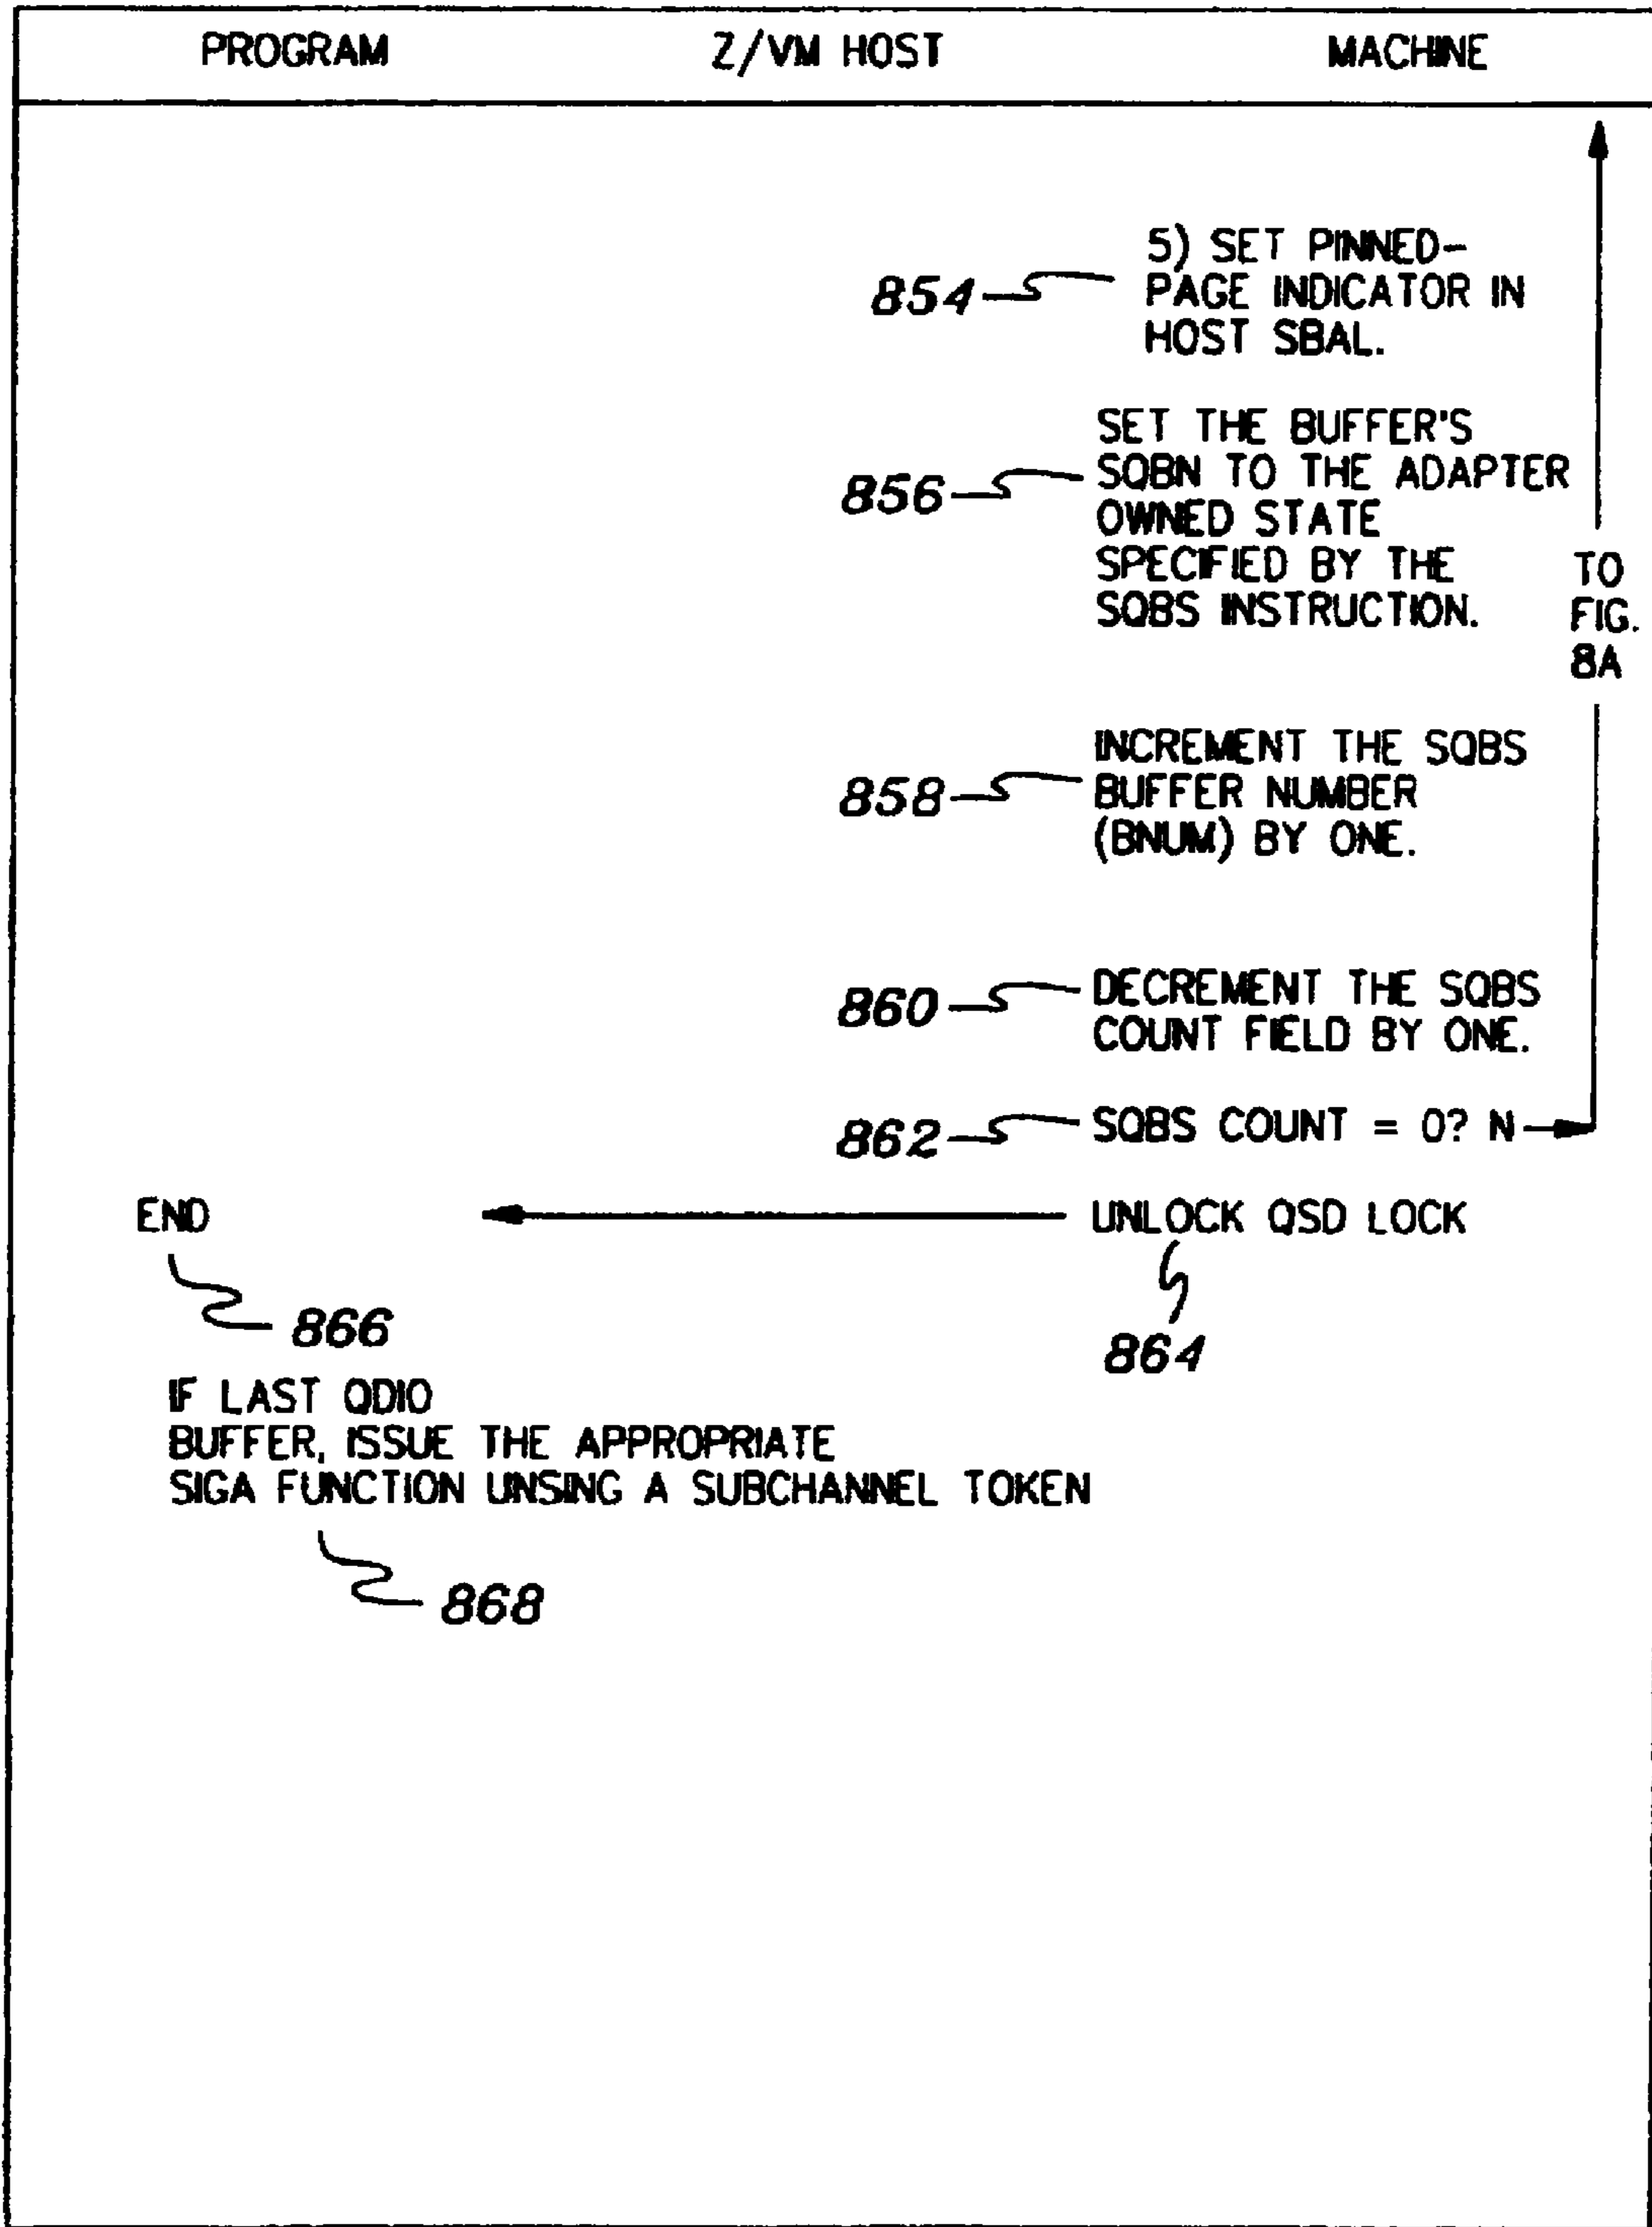 PROGRAM Z/VM HOST MACHINE
854 5) SET PINNED-
PAGE INDICATOR IN
HOST SBAL.
856 SET THE BUFFER'S
SQBN TO THE ADAPTER
OWNED STATE
SPECIFIED BY THE
SQBS INSTRUCTION.
TO
FIG.
8A
858 INCREMENT THE SQBS
BUFFER NUMBER
(BNUM) BY ONE.
860 DECREMENT THE SQBS
COUNT FIELD BY ONE.
862 SQBS COUNT = 0? N
END UNLOCK QSD LOCK
866
864
IF LAST QDIO
BUFFER, ISSUE THE APPROPRIATE
SIGA FUNCTION UNSING A SUBCHANNEL TOKEN
868